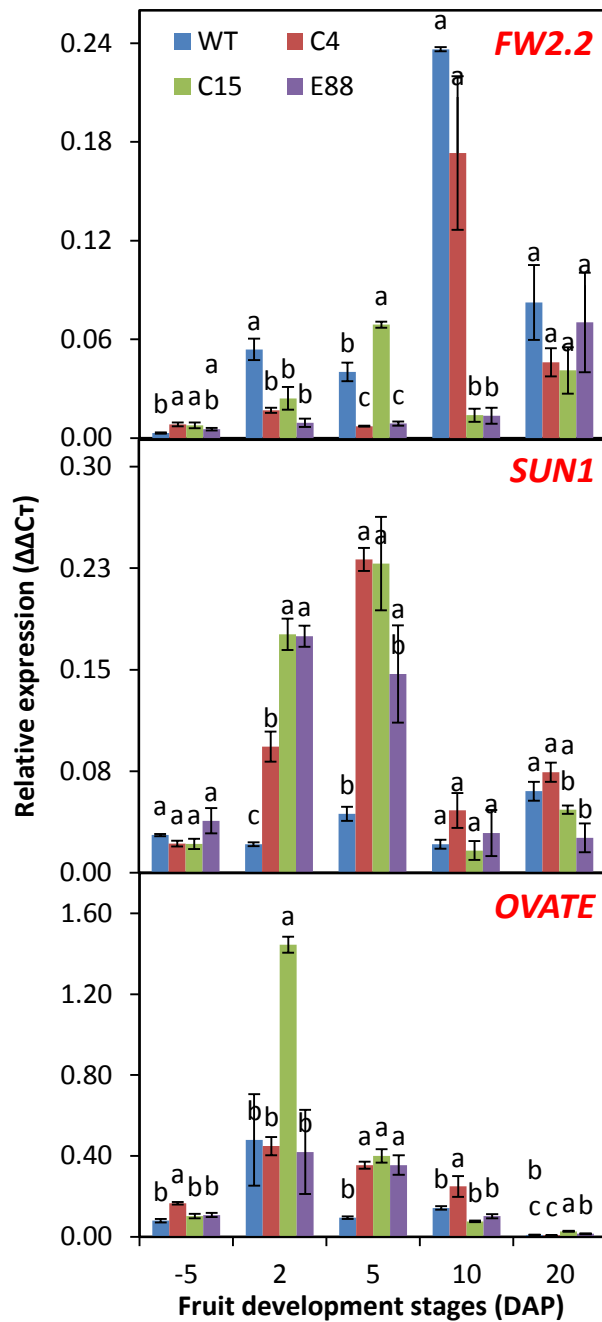 FW2.2
WT
C4
C15
E88
0.24
0.18
0.12
0.06
0.00
b a a a b
a b b b
b c a c
a a b b
a a a a
SUN1
0.30
0.23
0.15
0.08
0.00
a a a a
c b a a
b a a a b
a a a a
a a a b b
OVATE
1.60
1.20
0.80
0.40
0.00
b a b b
b b a b
b a a a
b a b b
b c c a b
-5 2 5 10 20
Fruit development stages (DAP)
Relative expression (ΔΔCT)